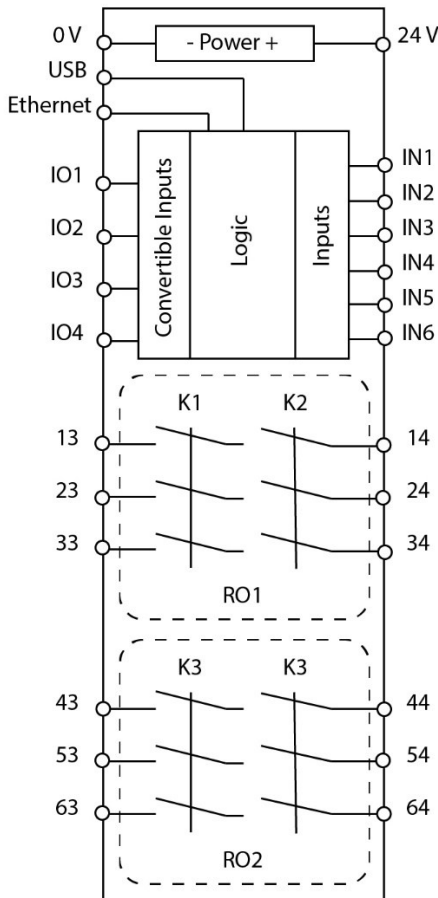 0 V
- Power +
24 V
USB
Ethernet
IO1
IO2
IO3
IO4
Convertible Inputs
Logic
Inputs
IN1
IN2
IN3
IN4
IN5
IN6
K1 K2
13 14
23 24
33 34
RO1
K3 K3
43 44
53 54
63 64
RO2